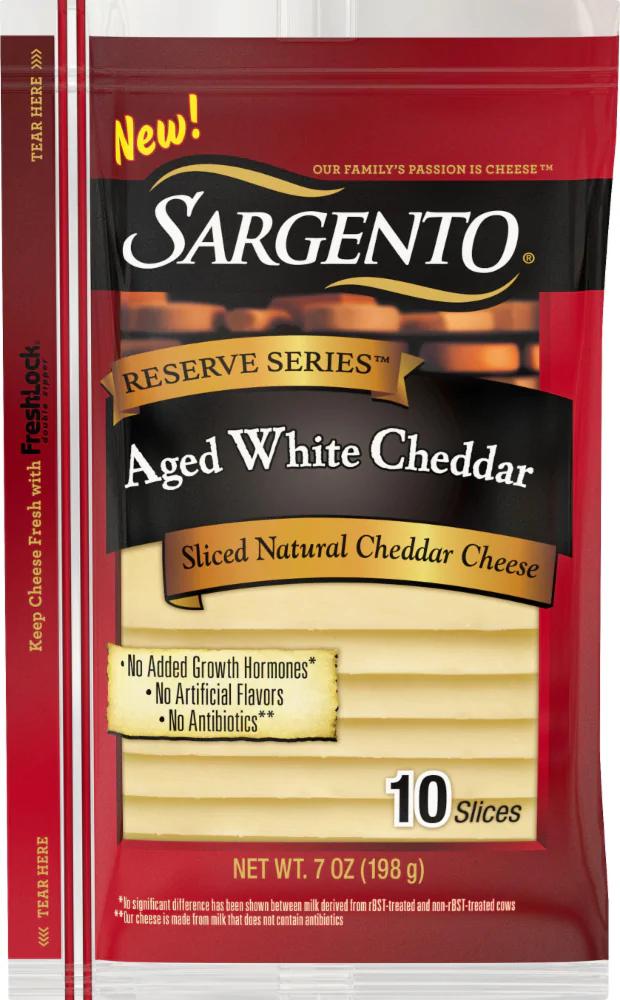 New!
OUR FAMILY'S PASSION IS CHEESE™
SARGENTO®
RESERVE SERIES™
Aged White Cheddar
Sliced Natural Cheddar Cheese
•No Added Growth Hormones*
•No Artificial Flavors
•No Antibiotics**
10 Slices
NET WT. 7 OZ (198 g)
*No significant difference has been shown between milk derived from rBST-treated and non-rBST-treated cows
**Our cheese is made from milk that does not contain antibiotics
TEAR HERE >>>
Keep Cheese Fresh with FreshLock®
double zipper
<<< TEAR HERE